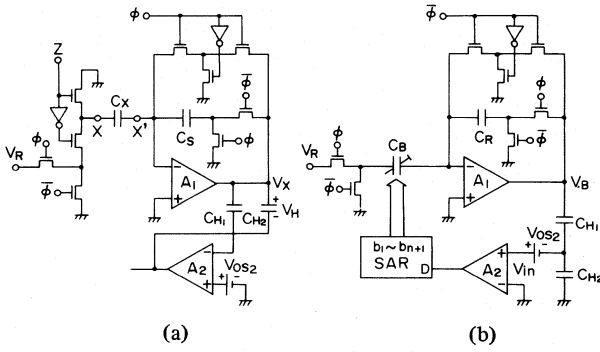 ϕ
Z
C_X
X
X'
C_S
ϕ̅
ϕ
V_R
ϕ
ϕ̅
−
+
A_1
V_X
C_H1
C_H2
+
−
V_H
−
+
A_2
V_OS2
+
−
(a)
ϕ̅
ϕ
C_R
ϕ̅
ϕ
V_R
C_B
ϕ̅
−
+
A_1
V_B
C_H1
b_1 ~ b_n+1
SAR
D
A_2
+
−
V_in
+
−
V_OS2
C_H2
(b)